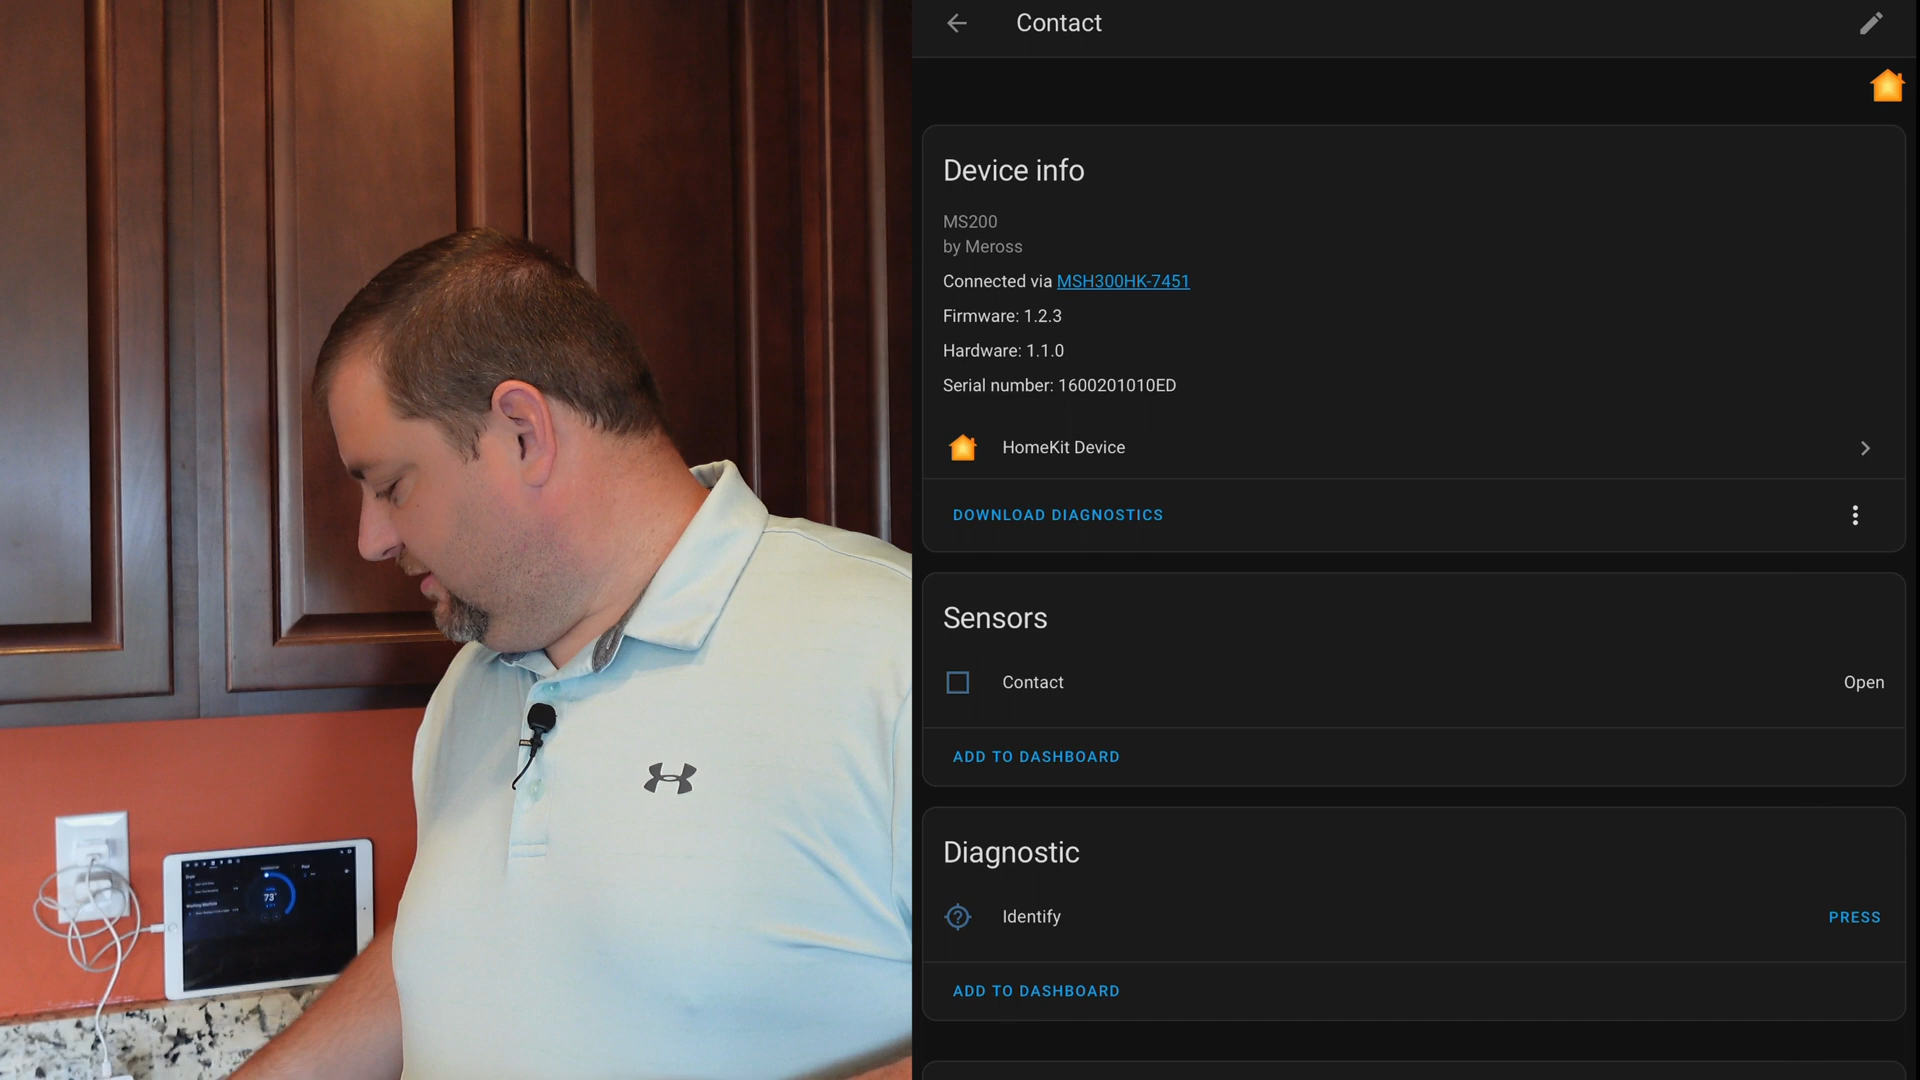 Contact
Device info
MS200
by Meross
Connected via MSH300HK-7451
Firmware: 1.2.3
Hardware: 1.1.0
Serial number: 1600201010ED
HomeKit Device
DOWNLOAD DIAGNOSTICS
Sensors
Contact Open
ADD TO DASHBOARD
Diagnostic
Identify PRESS
ADD TO DASHBOARD
73°